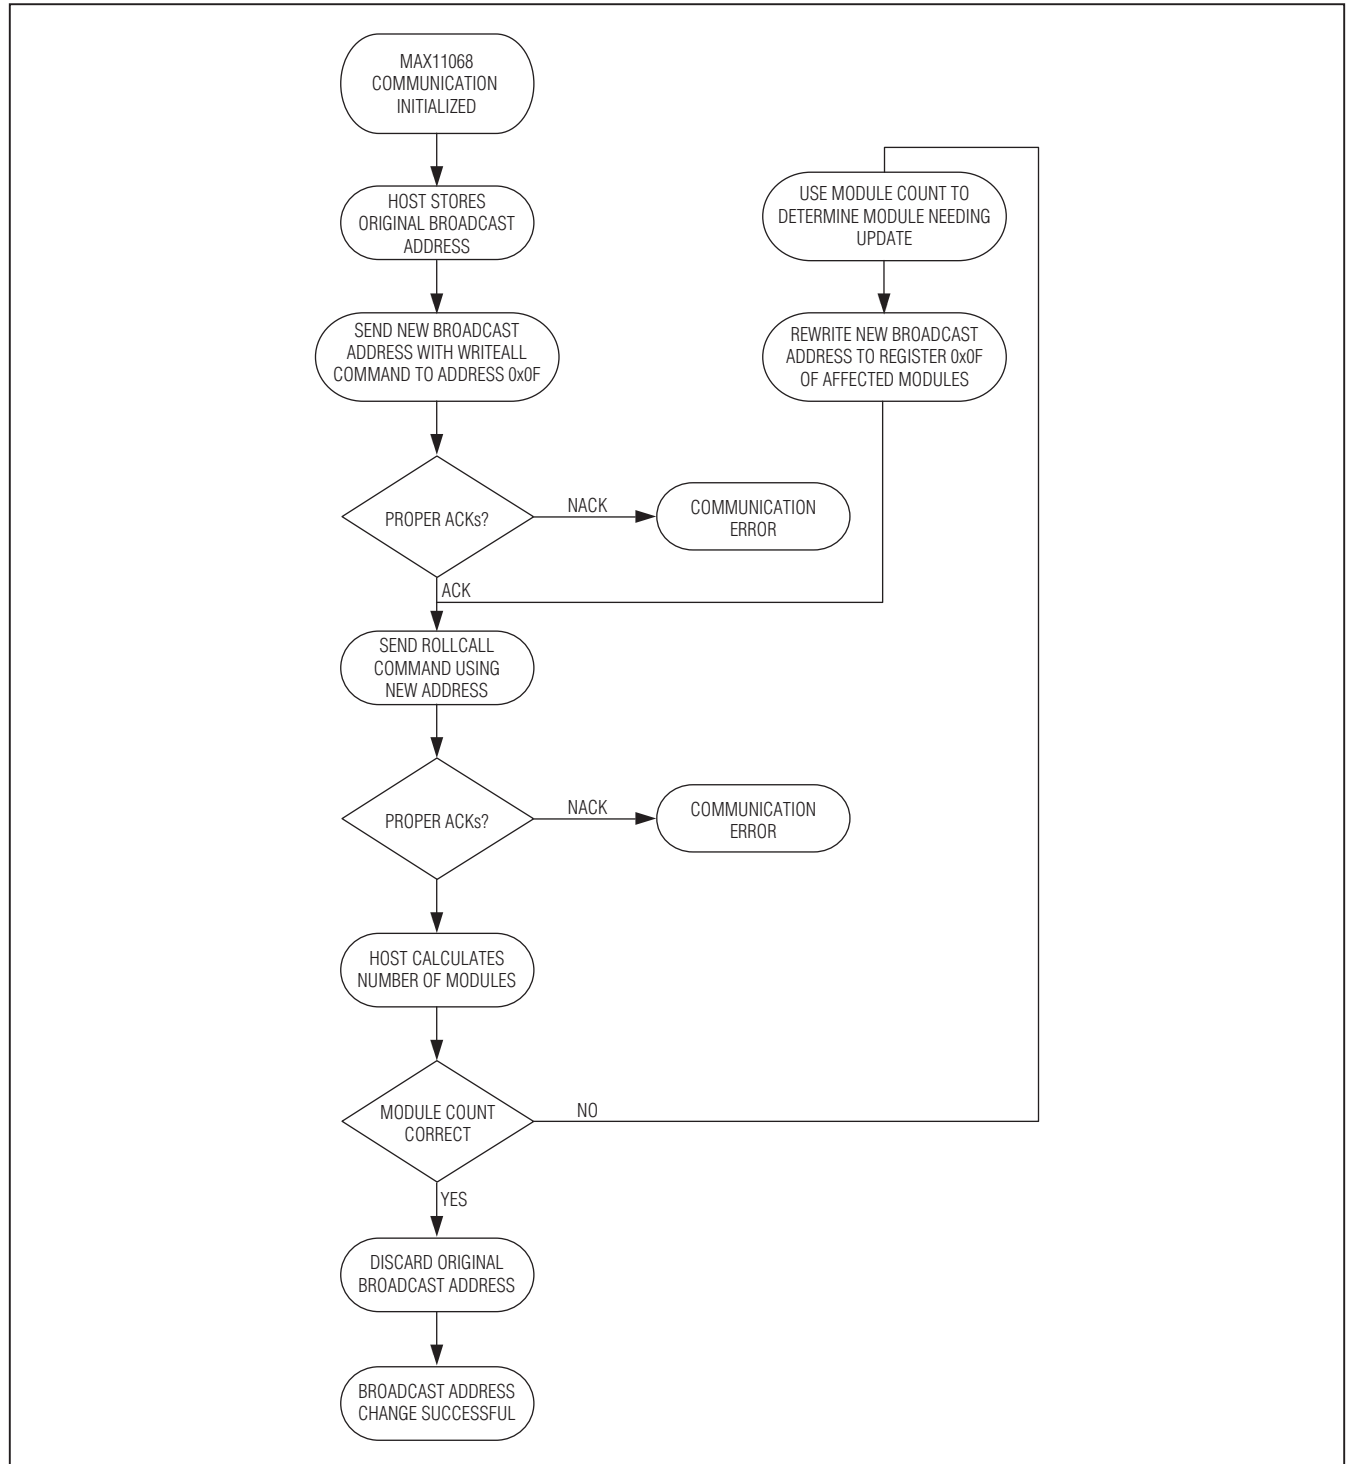 MAX11068
COMMUNICATION
INITIALIZED
HOST STORES
ORIGINAL BROADCAST
ADDRESS
USE MODULE COUNT TO
DETERMINE MODULE NEEDING
UPDATE
SEND NEW BROADCAST
ADDRESS WITH WRITEALL
COMMAND TO ADDRESS 0x0F
REWRITE NEW BROADCAST
ADDRESS TO REGISTER 0x0F
OF AFFECTED MODULES
PROPER ACKs?
NACK
COMMUNICATION
ERROR
ACK
SEND ROLLCALL
COMMAND USING
NEW ADDRESS
PROPER ACKs?
NACK
COMMUNICATION
ERROR
HOST CALCULATES
NUMBER OF MODULES
MODULE COUNT
CORRECT
NO
YES
DISCARD ORIGINAL
BROADCAST ADDRESS
BROADCAST ADDRESS
CHANGE SUCCESSFUL